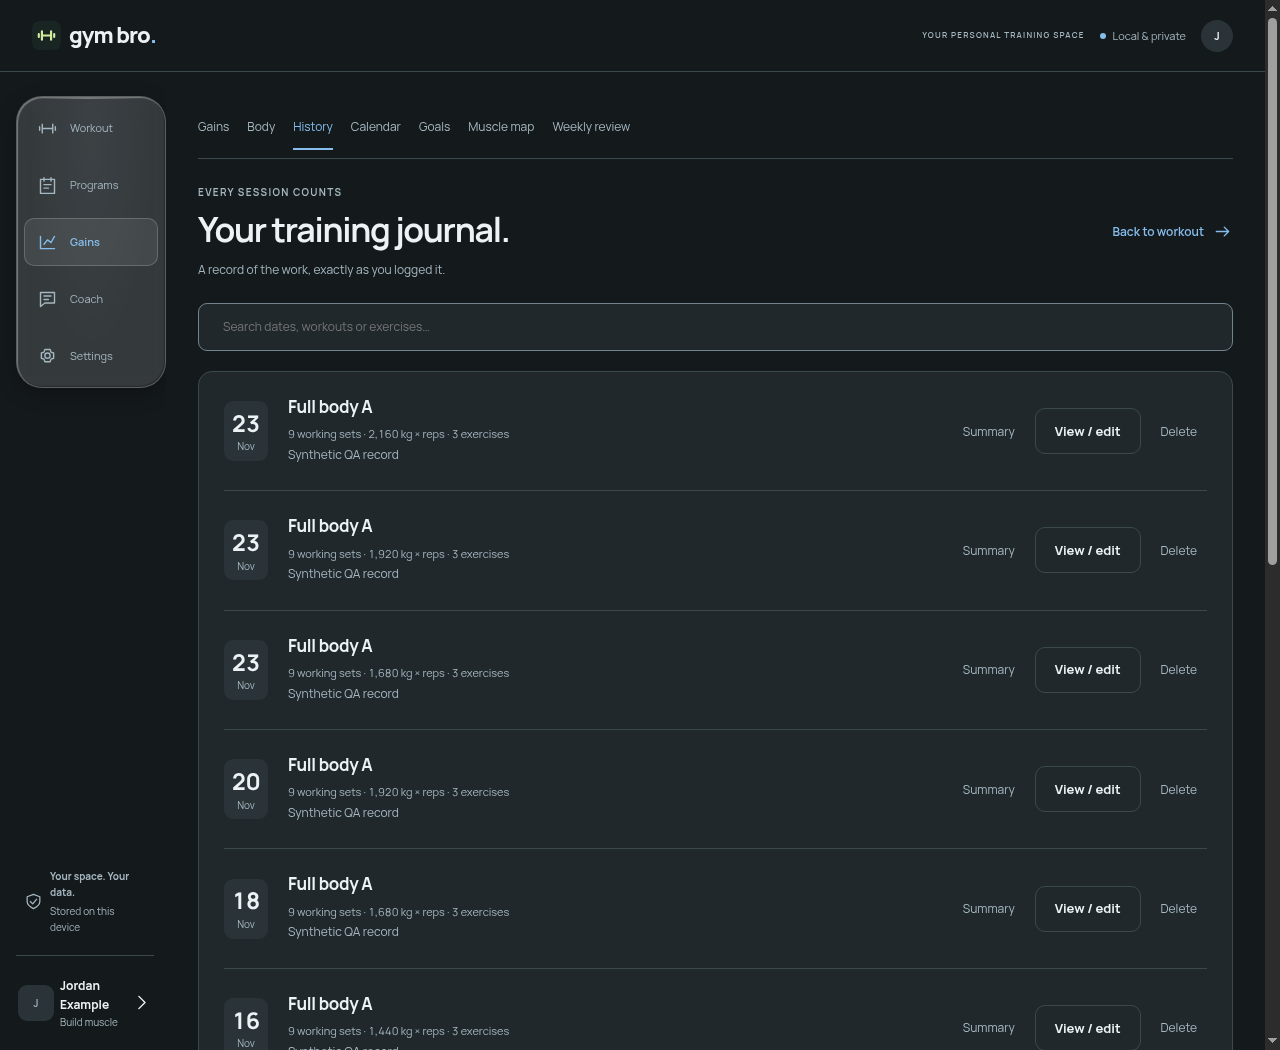 gym bro.
YOUR PERSONAL TRAINING SPACE
Local & private
J
Workout
Programs
Gains
Coach
Settings
Gains
Body
History
Calendar
Goals
Muscle map
Weekly review
EVERY SESSION COUNTS
Your training journal.
Back to workout
A record of the work, exactly as you logged it.
Search dates, workouts or exercises...
23
Nov
Full body A
9 working sets · 2,160 kg × reps · 3 exercises
Synthetic QA record
Summary
View / edit
Delete
23
Nov
Full body A
9 working sets · 1,920 kg × reps · 3 exercises
Synthetic QA record
Summary
View / edit
Delete
23
Nov
Full body A
9 working sets · 1,680 kg × reps · 3 exercises
Synthetic QA record
Summary
View / edit
Delete
20
Nov
Full body A
9 working sets · 1,920 kg × reps · 3 exercises
Synthetic QA record
Summary
View / edit
Delete
18
Nov
Full body A
9 working sets · 1,680 kg × reps · 3 exercises
Synthetic QA record
Summary
View / edit
Delete
16
Nov
Full body A
9 working sets · 1,440 kg × reps · 3 exercises
Synthetic QA record
Summary
View / edit
Delete
Your space. Your
data.
Stored on this
device
J
Jordan
Example
Build muscle